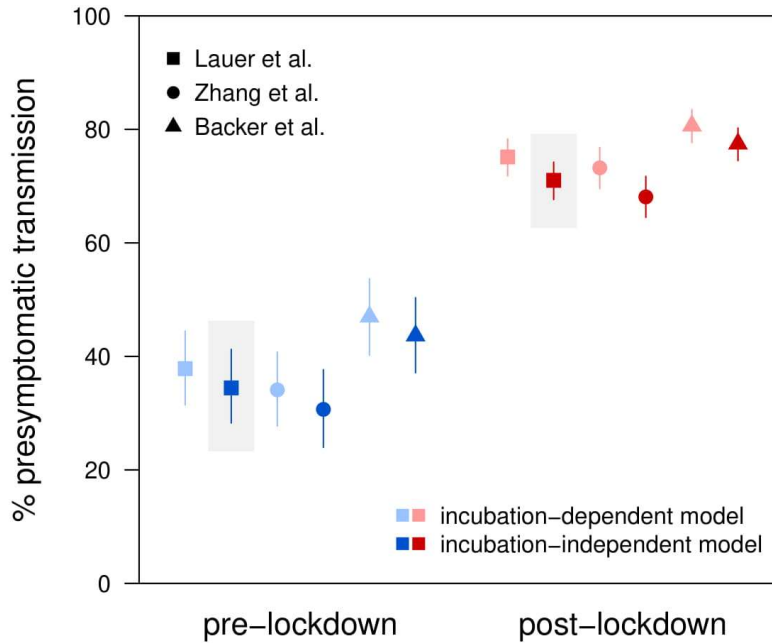 100
80
60
40
20
0
% presymptomatic transmission
Lauer et al.
Zhang et al.
Backer et al.
incubation−dependent model
incubation−independent model
pre−lockdown
post−lockdown